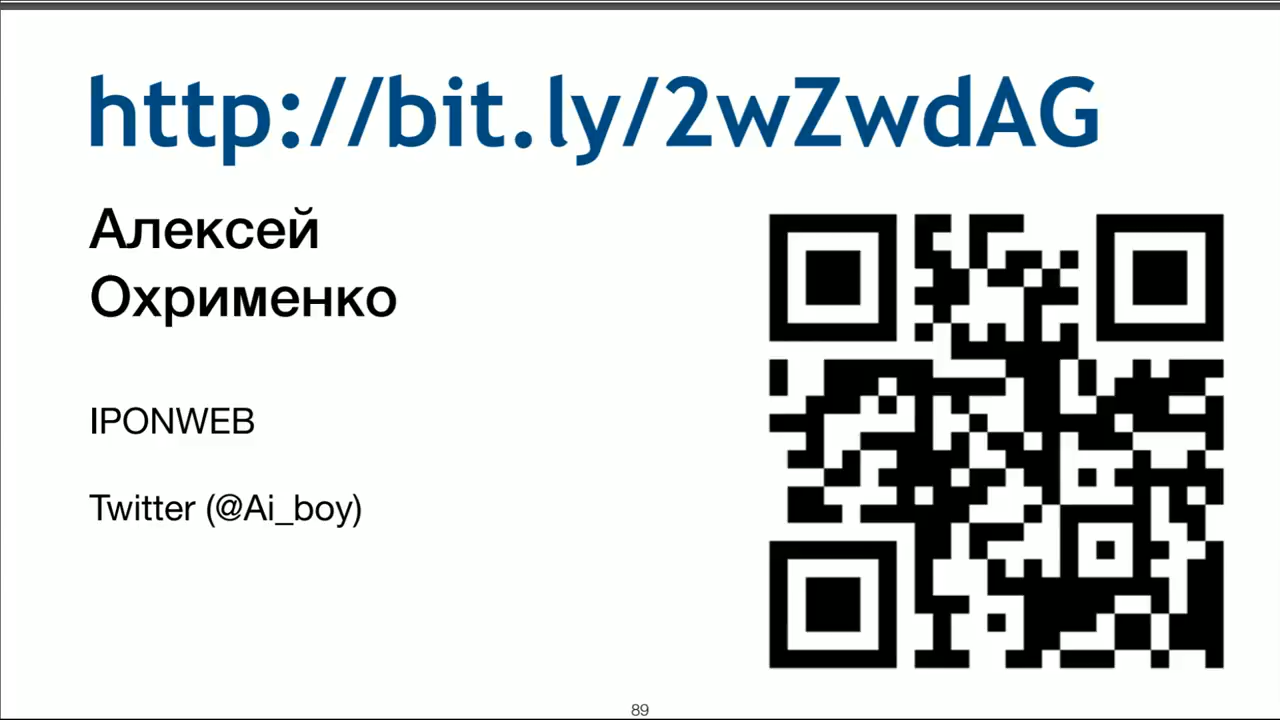 http://bit.ly/2wZwdAG
Алексей
Охрименко
IPONWEB
Twitter (@Ai_boy)
89